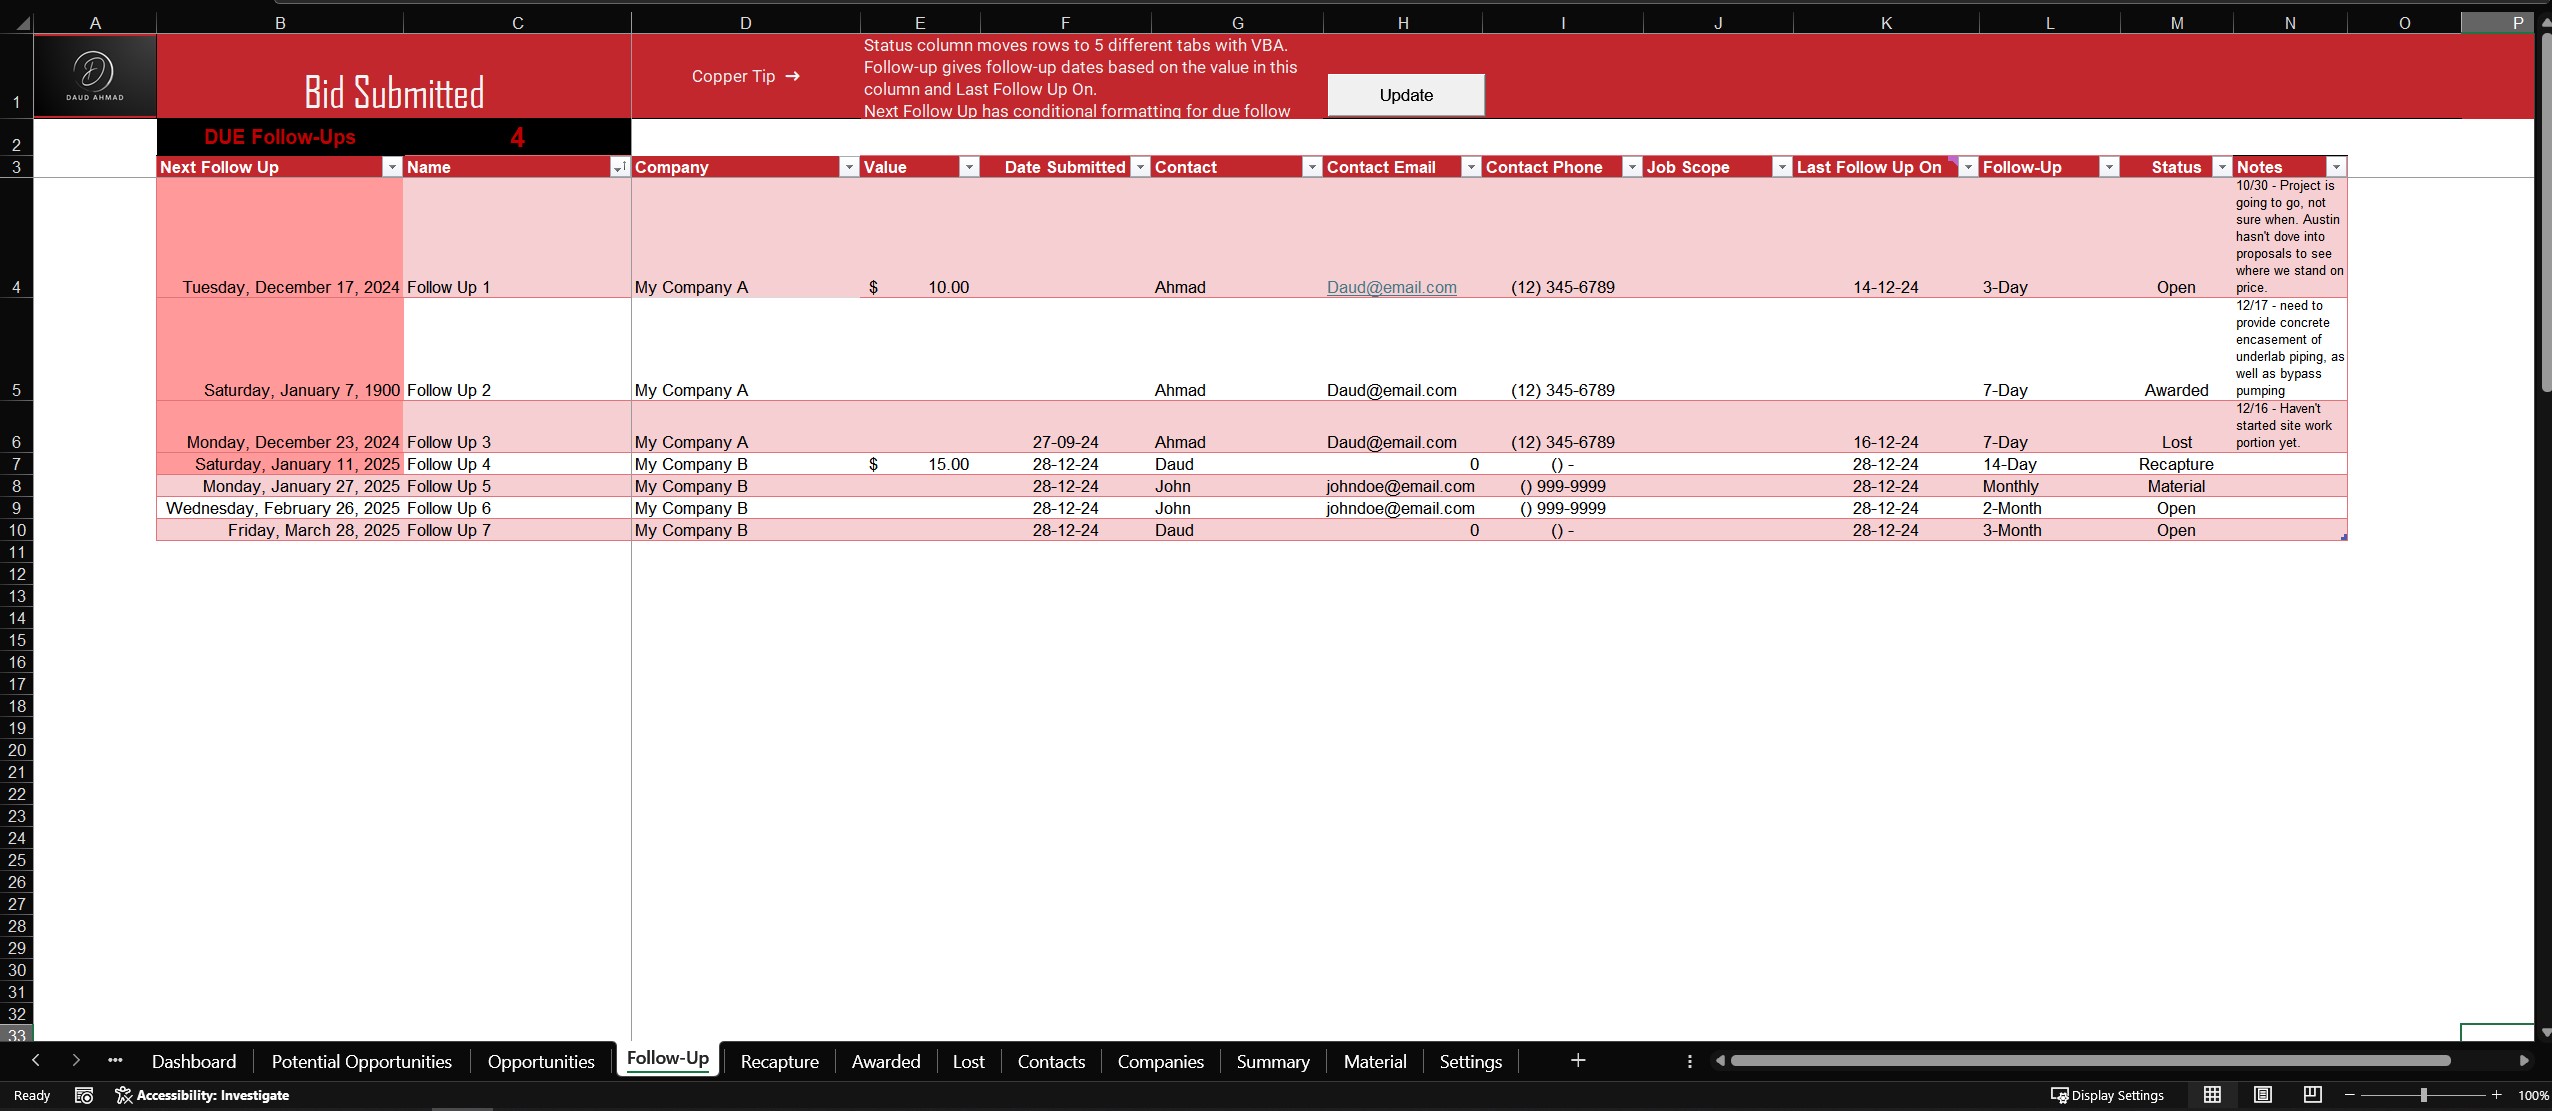 A B C D E F G H I J K L M N O P
DAUD AHMAD
Bid Submitted
Copper Tip →
Status column moves rows to 5 different tabs with VBA.
Follow-up gives follow-up dates based on the value in this
column and Last Follow Up On.
Next Follow Up has conditional formatting for due follow
Update
1
2 DUE Follow-Ups 4
3 Next Follow Up Name Company Value Date Submitted Contact Contact Email Contact Phone Job Scope Last Follow Up On Follow-Up Status Notes
10/30 - Project is
going to go, not
sure when. Austin
hasn't dove into
proposals to see
where we stand on
price.
4 Tuesday, December 17, 2024 Follow Up 1 My Company A $ 10.00 Ahmad Daud@email.com (12) 345-6789 14-12-24 3-Day Open
12/17 - need to
provide concrete
encasement of
underlab piping, as
well as bypass
pumping
5 Saturday, January 7, 1900 Follow Up 2 My Company A Ahmad Daud@email.com (12) 345-6789 7-Day Awarded
12/16 - Haven't
started site work
portion yet.
6 Monday, December 23, 2024 Follow Up 3 My Company A 27-09-24 Ahmad Daud@email.com (12) 345-6789 16-12-24 7-Day Lost
7 Saturday, January 11, 2025 Follow Up 4 My Company B $ 15.00 28-12-24 Daud 0 () - 28-12-24 14-Day Recapture
8 Monday, January 27, 2025 Follow Up 5 My Company B 28-12-24 John johndoe@email.com () 999-9999 28-12-24 Monthly Material
9 Wednesday, February 26, 2025 Follow Up 6 My Company B 28-12-24 John johndoe@email.com () 999-9999 28-12-24 2-Month Open
10 Friday, March 28, 2025 Follow Up 7 My Company B 28-12-24 Daud 0 () - 28-12-24 3-Month Open
11
12
13
14
15
16
17
18
19
20
21
22
23
24
25
26
27
28
29
30
31
32
33
Dashboard Potential Opportunities Opportunities Follow-Up Recapture Awarded Lost Contacts Companies Summary Material Settings
Ready Accessibility: Investigate Display Settings 100%